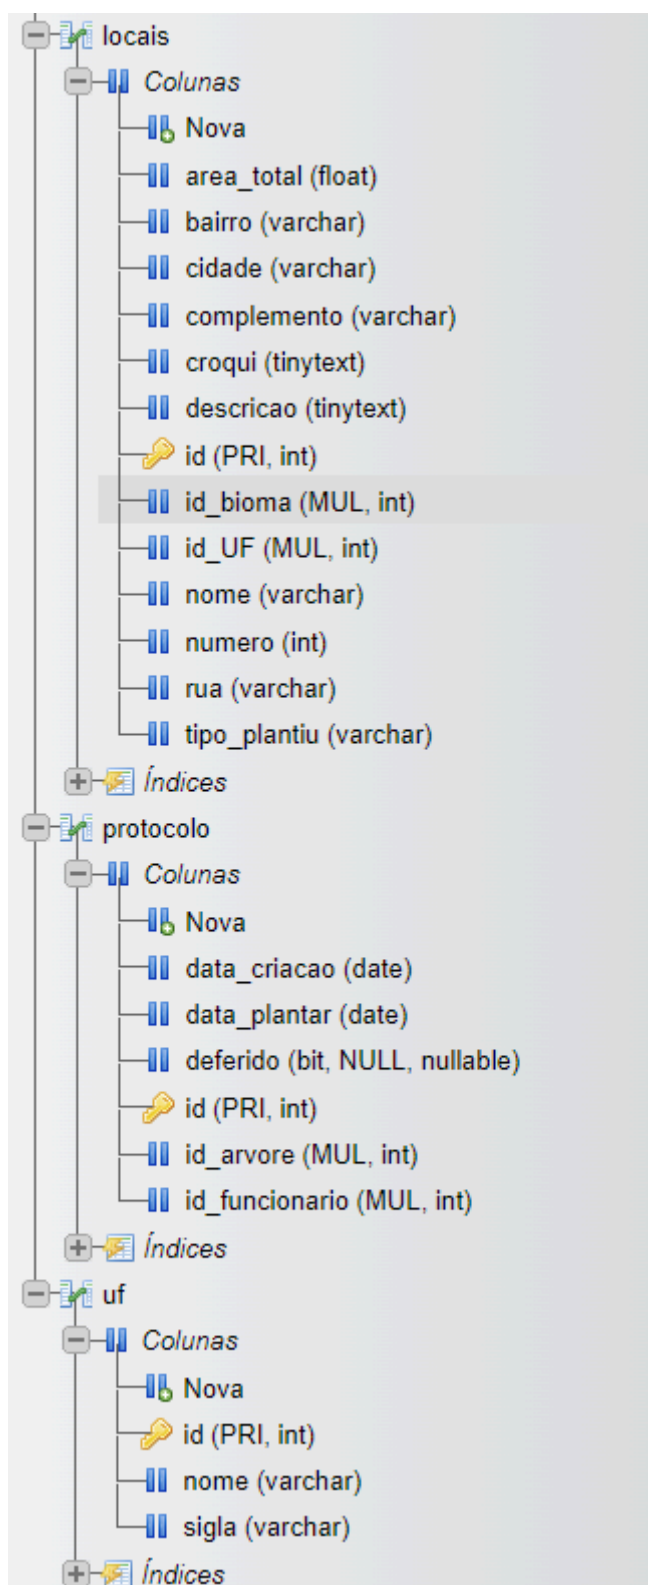 locais
Colunas
Nova
area_total (float)
bairro (varchar)
cidade (varchar)
complemento (varchar)
croqui (tinytext)
descricao (tinytext)
id (PRI, int)
id_bioma (MUL, int)
id_UF (MUL, int)
nome (varchar)
numero (int)
rua (varchar)
tipo_plantiu (varchar)
Índices
protocolo
Colunas
Nova
data_criacao (date)
data_plantar (date)
deferido (bit, NULL, nullable)
id (PRI, int)
id_arvore (MUL, int)
id_funcionario (MUL, int)
Índices
uf
Colunas
Nova
id (PRI, int)
nome (varchar)
sigla (varchar)
Índices